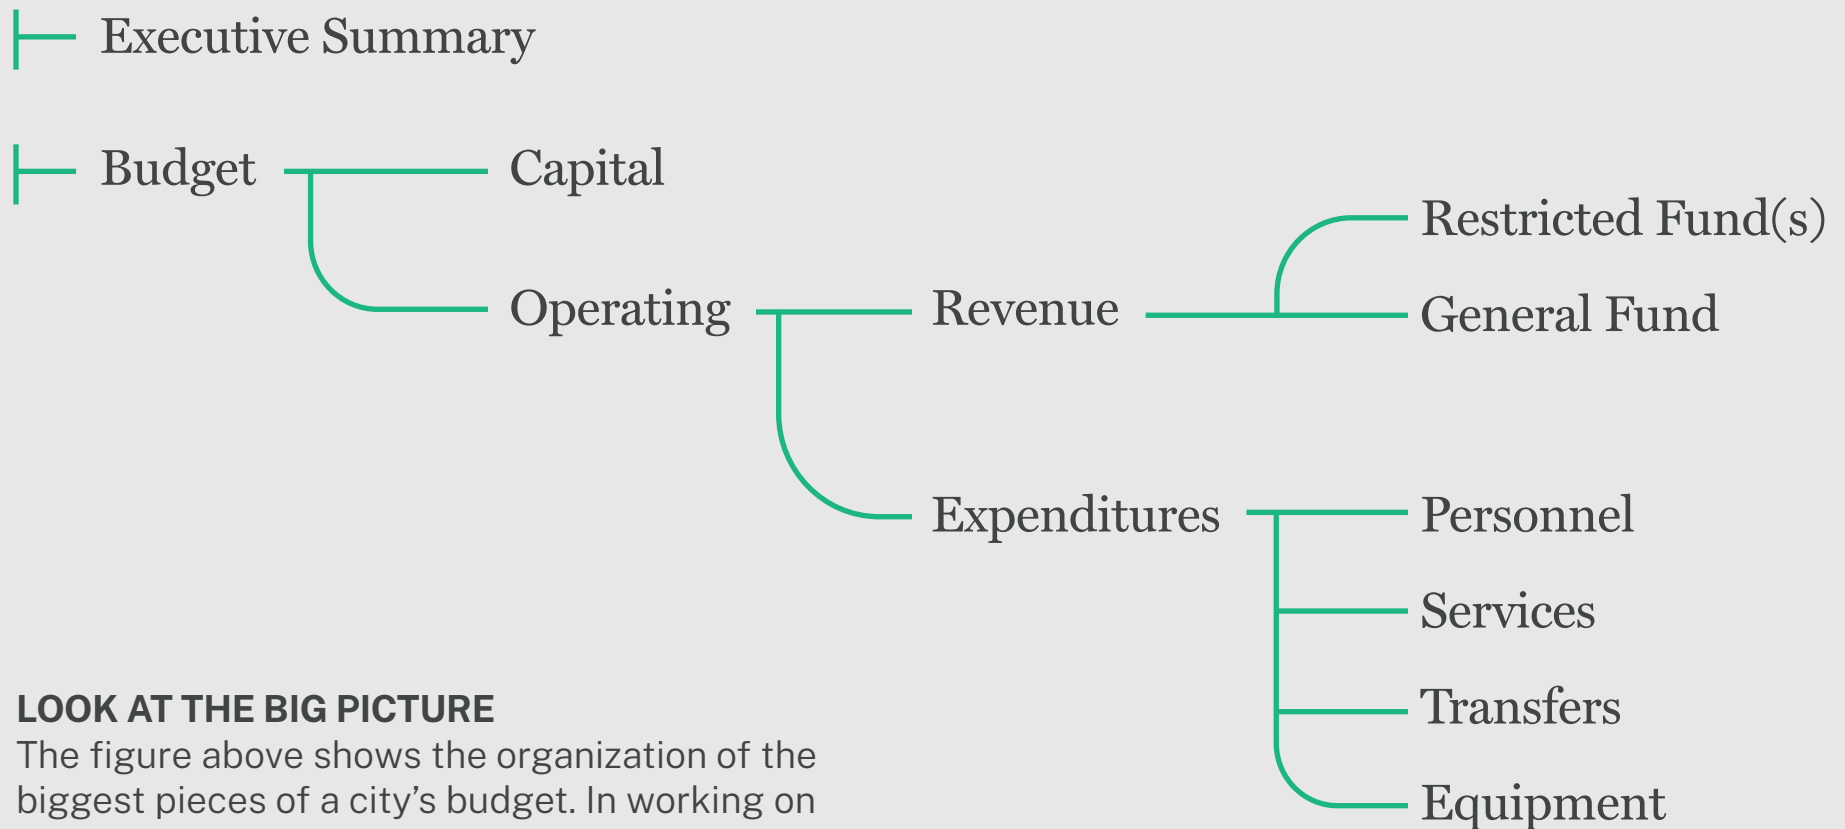 Executive Summary
Budget
Capital
Operating
Revenue
Restricted Fund(s)
General Fund
Expenditures
Personnel
Services
Transfers
Equipment
LOOK AT THE BIG PICTURE
The figure above shows the organization of the
biggest pieces of a city’s budget. In working on